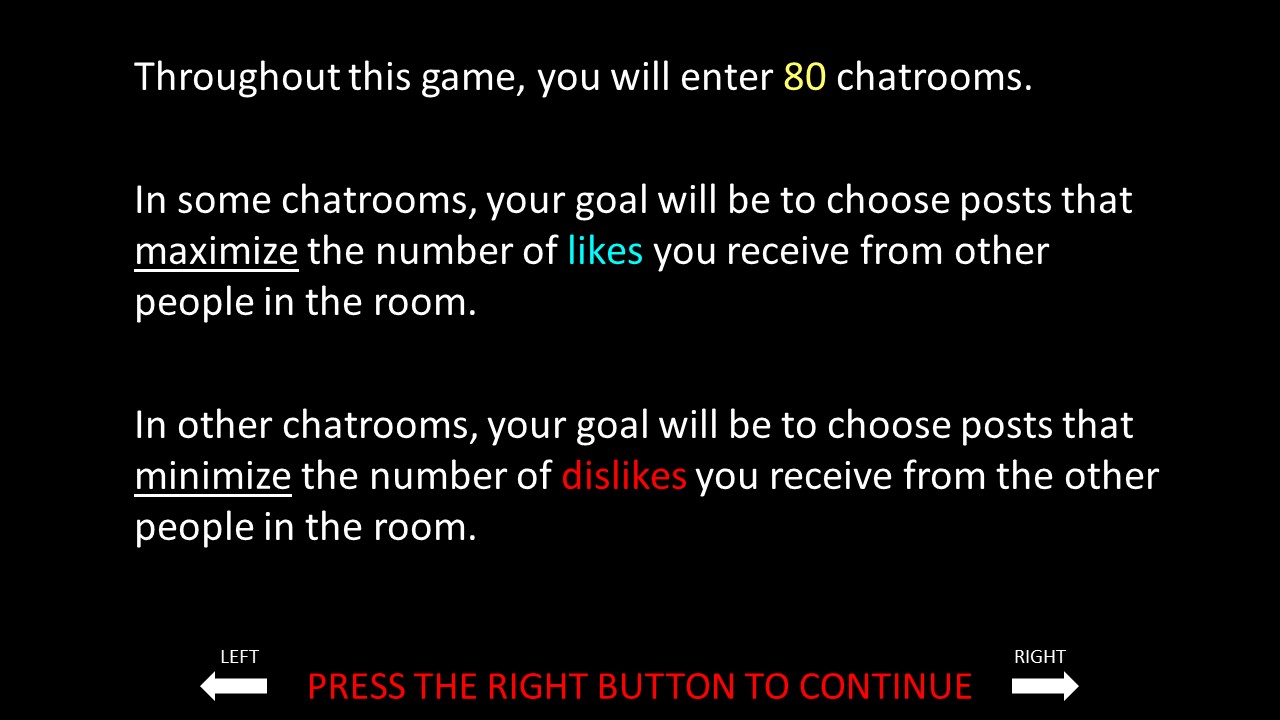 Throughout this game, you will enter 80 chatrooms.
In some chatrooms, your goal will be to choose posts that
maximize the number of likes you receive from other
people in the room.
In other chatrooms, your goal will be to choose posts that
minimize the number of dislikes you receive from the other
people in the room.
LEFT
RIGHT
PRESS THE RIGHT BUTTON TO CONTINUE